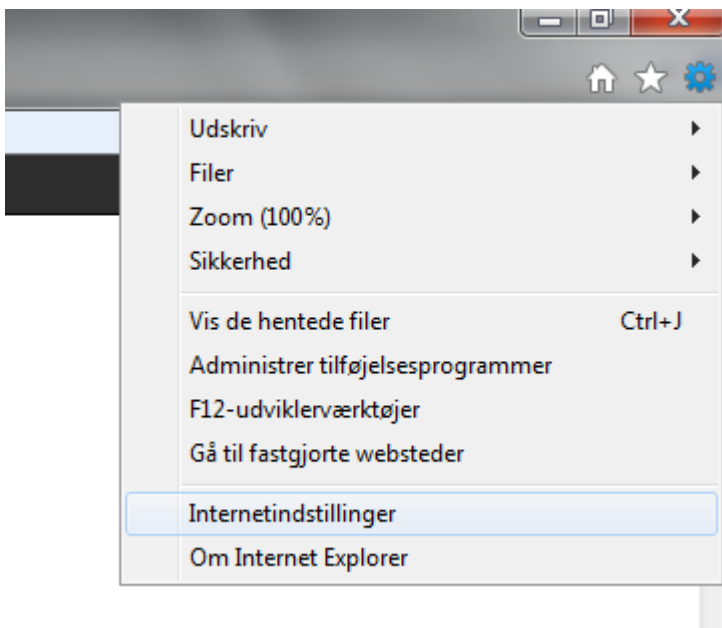 Udskriv
Filer
Zoom (100%)
Sikkerhed
Vis de hentede filer Ctrl+J
Administrer tilføjelsesprogrammer
F12-udviklerværktøjer
Gå til fastgjorte websteder
Internetindstillinger
Om Internet Explorer